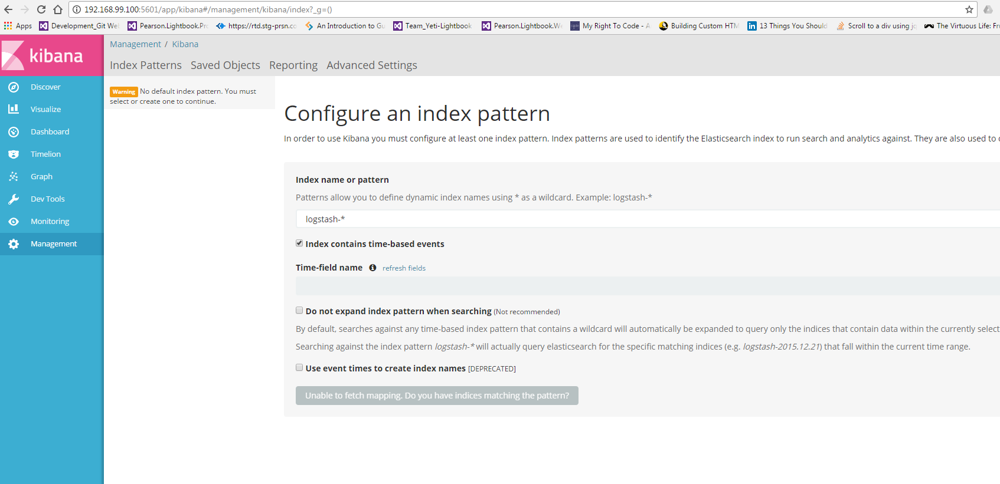 192.168.99.100:5601/app/kibana#/management/kibana/index?_g=()
Apps Development_Git We Pearson.Lightbook.Pr https://rtd.stg-prsn.co An Introduction to Gu Team_Yeti-Lightbook Pearson.Lightbook.We My Right To Code - A Building Custom HTM 13 Things You Should Scroll to a div using jq The Virtuous Life: Fr
kibana
Management / Kibana
Index Patterns Saved Objects Reporting Advanced Settings
Discover
Visualize
Dashboard
Timelion
Graph
Dev Tools
Monitoring
Management
Warning No default index pattern. You must
select or create one to continue.
Configure an index pattern
In order to use Kibana you must configure at least one index pattern. Index patterns are used to identify the Elasticsearch index to run search and analytics against. They are also used to
Index name or pattern
Patterns allow you to define dynamic index names using * as a wildcard. Example: logstash-*
logstash-*
Index contains time-based events
Time-field name refresh fields
Do not expand index pattern when searching (Not recommended)
By default, searches against any time-based index pattern that contains a wildcard will automatically be expanded to query only the indices that contain data within the currently select
Searching against the index pattern logstash-* will actually query elasticsearch for the specific matching indices (e.g. logstash-2015.12.21) that fall within the current time range.
Use event times to create index names [DEPRECATED]
Unable to fetch mapping. Do you have indices matching the pattern?